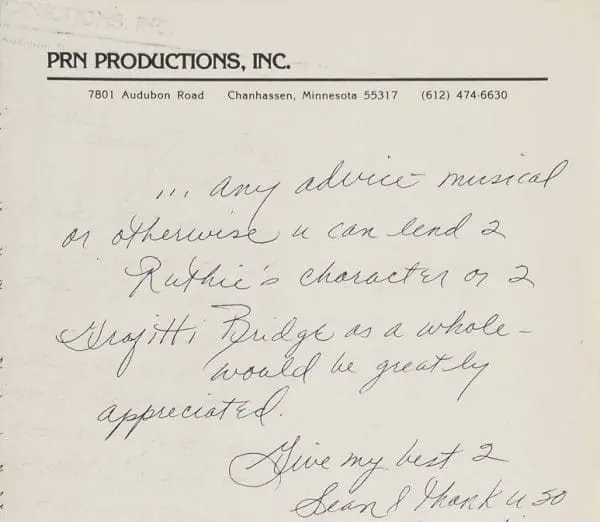 PRN PRODUCTIONS, INC.
7801 Audubon Road Chanhassen, Minnesota 55317 (612) 474-6630
... any advice musical
or otherwise u can lend 2
Ruthie's character or 2
Grafitti Bridge as a whole -
would be greatly
appreciated.
Give my best 2
Sean & thank u so